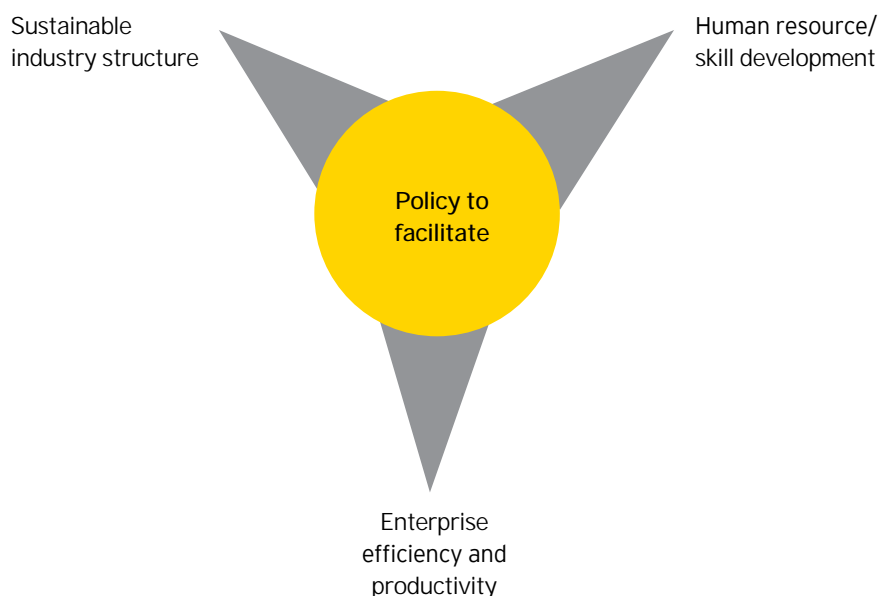 Sustainable
industry structure
Human resource/
skill development
Policy to
facilitate
Enterprise
efficiency and
productivity